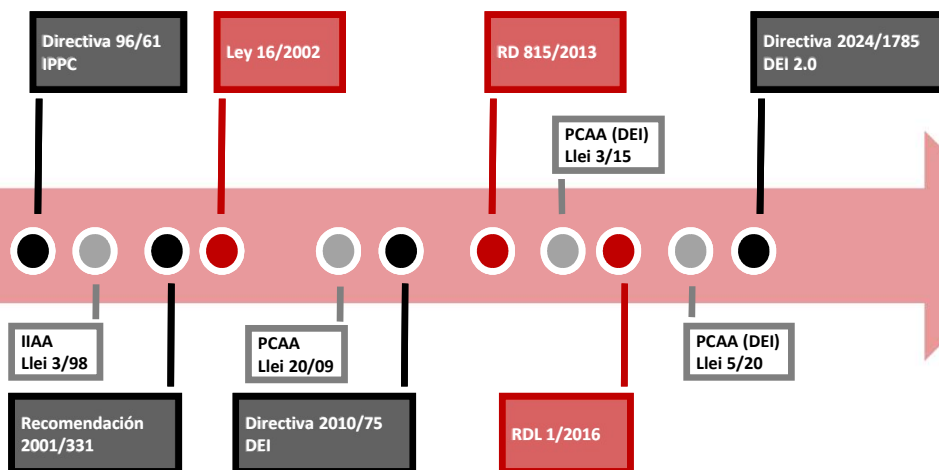 Directiva 96/61
IPPC
Ley 16/2002
RD 815/2013
Directiva 2024/1785
DEI 2.0
PCAA (DEI)
Llei 3/15
IIAA
Llei 3/98
PCAA
Llei 20/09
PCAA (DEI)
Llei 5/20
Recomendación
2001/331
Directiva 2010/75
DEI
RDL 1/2016